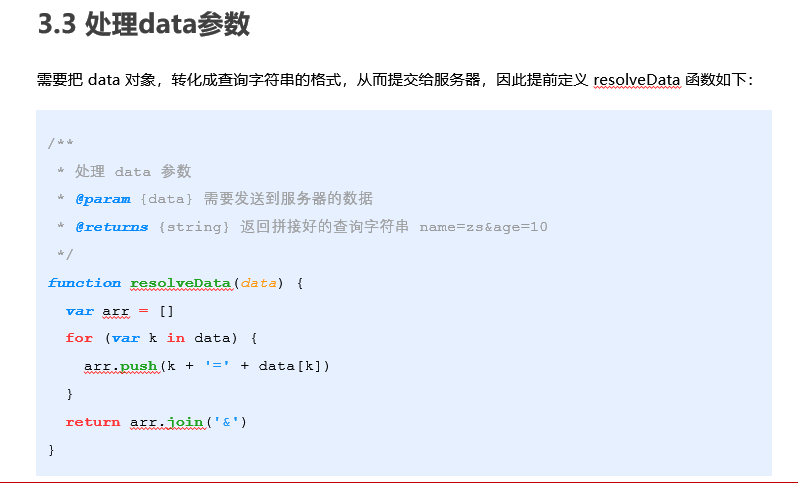 3.3 处理data参数
需要把 data 对象，转化成查询字符串的格式，从而提交给服务器，因此提前定义 resolveData 函数如下：
/**
 * 处理 data 参数
 * @param {data} 需要发送到服务器的数据
 * @returns {string} 返回拼接好的查询字符串 name=zs&age=10
 */
function resolveData(data) {
  var arr = []
  for (var k in data) {
    arr.push(k + '=' + data[k])
  }
  return arr.join('&')
}